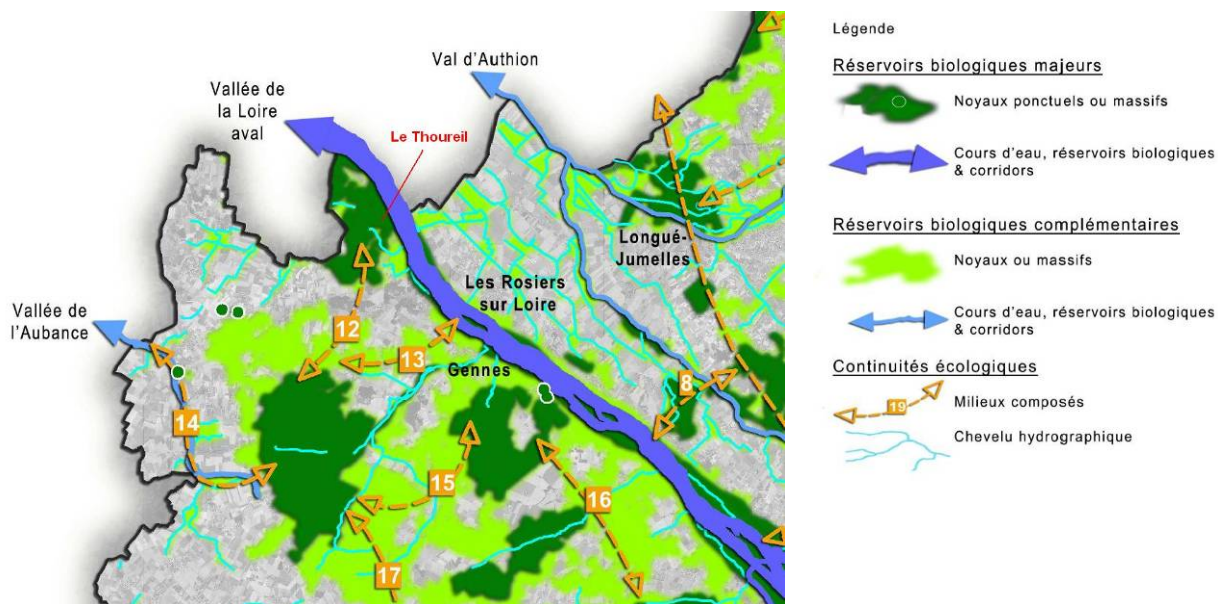 Val d'Authion
Vallée de
la Loire
aval
Le Thoureil
Longué-
Jumelles
Les Rosiers
sur Loire
Vallée de
l'Aubance
12
13
Gennes
8
14
15
16
17
Légende
Réservoirs biologiques majeurs
Noyaux ponctuels ou massifs
Cours d'eau, réservoirs biologiques
& corridors
Réservoirs biologiques complémentaires
Noyaux ou massifs
Cours d'eau, réservoirs biologiques
& corridors
Continuités écologiques
19
Milieux composés
Chevelu hydrographique